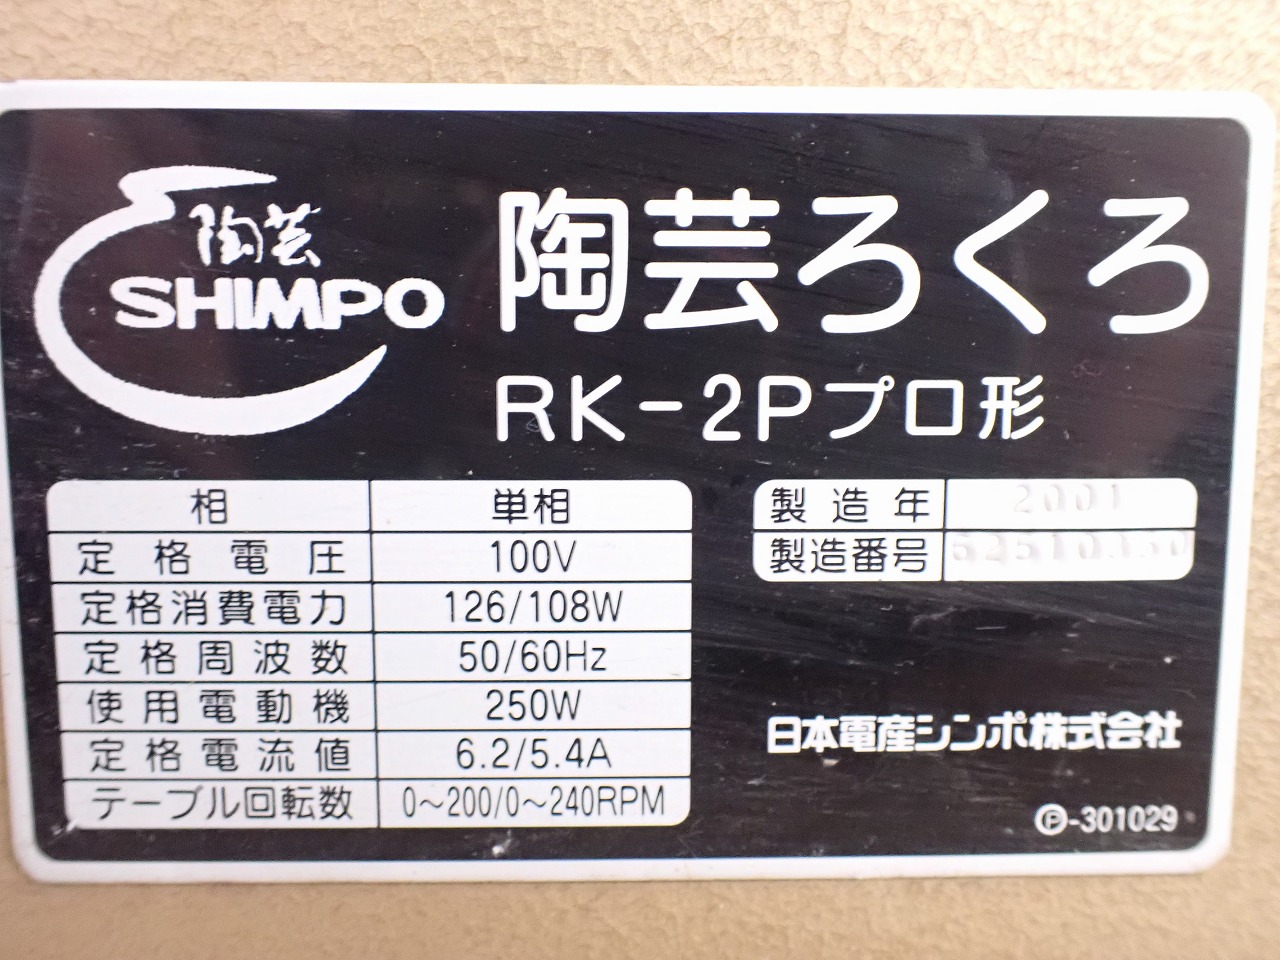 陶芸
SHIMPO
陶芸ろくろ
RK-2Pプロ形
相 単相
定格電圧 100V
定格消費電力 126/108W
定格周波数 50/60Hz
使用電動機 250W
定格電流値 6.2/5.4A
テーブル回転数 0～200/0～240RPM
製造年 2001
製造番号
日本電産シンポ株式会社
Ⓟ-301029